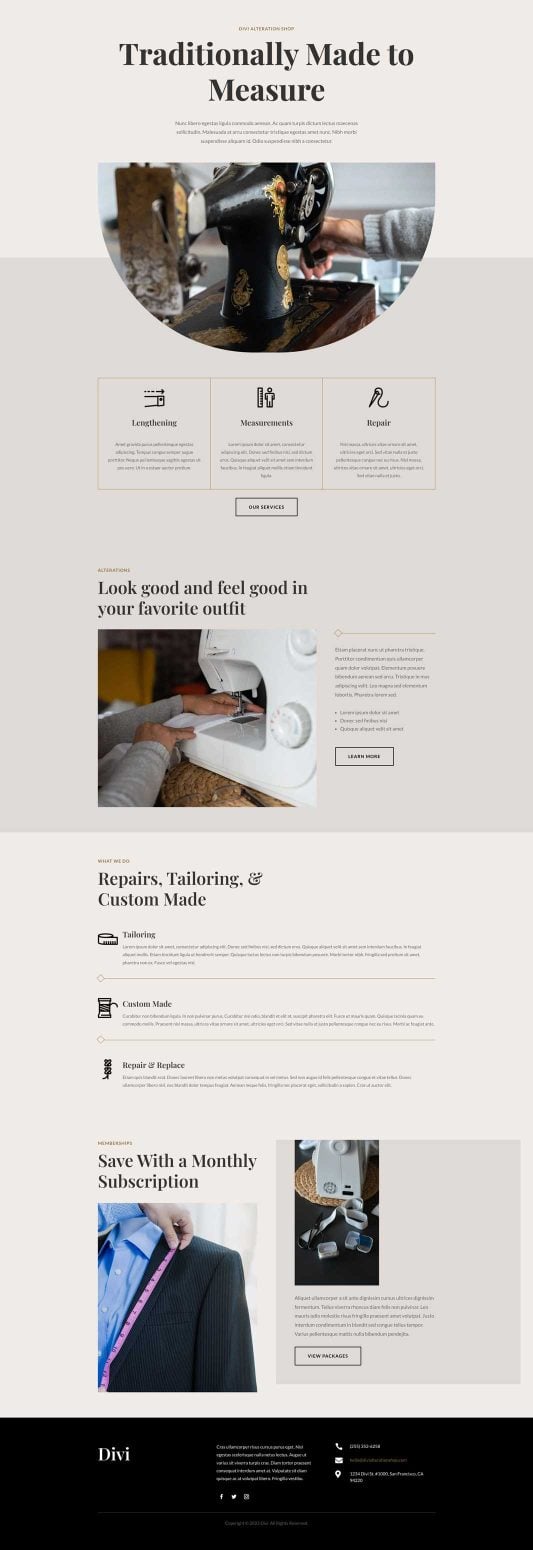 DIVI ALTERATION SHOP
Traditionally Made to
Measure
Nunc libero egestas ligula commodo aenean. Ac quam turpis dictum lectus maecenas
sollicitudin. Malesuada at arcu consectetur tristique egestas amet nunc. Nibh morbi
suspendisse aliquam id. Odio suspendisse nibh a consectetur.
Lengthening
Amet gravida purus pellentesque egestas
adipiscing. Tempus congue semper augue
porttitor. Neque pellentesque sagittis egestas sit
pos vere. Ut in a etiam auctor pretium.
Measurements
Lorem ipsum dolor sit amet, consectetur
adipiscing elit. Donec sed finibus nisi, sed dictum
eros. Quisque aliquet velit sit amet sem interdum
faucibus. In feugiat aliquet mollis etiam tincidunt
ligula.
Repair
Nisl massa, ultrices vitae ornare sit amet,
ultricies eget orci. Sed vitae nulla et justo
pellentesque congue nec eu risus. Nisl massa,
ultrices vitae ornare sit amet, ultricies eget orci.
Sed vitae nulla et justo.
OUR SERVICES
ALTERATIONS
Look good and feel good in
your favorite outfit
Etiam placerat nunc ut pharetra tristique.
Porttitor condimentum quis ullamcorper
quam dolor volutpat. Elementum posuere
bibendum aenean sed arcu. Tristique in mus
adipiscing velit. Leo magna sed elementum
lobortis. Pharetra lorem sed.
• Lorem ipsum dolor sit amet
• Donec sed finibus nisi
• Quisque aliquet velit sit amet
LEARN MORE
WHAT WE DO
Repairs, Tailoring, &
Custom Made
Tailoring
Lorem ipsum dolor sit amet, consectetur adipiscing elit. Donec sed finibus nisi, sed dictum eros. Quisque aliquet velit sit amet sem interdum faucibus. In feugiat
aliquet mollis. Etiam tincidunt ligula ut hendrerit semper. Quisque luctus lectus non turpis bibendum posuere. Morbi tortor nibh, fringilla sed pretium sit amet,
pharetra non ex. Fusce vel egestas nisl.
Custom Made
Curabitur non bibendum ligula. In non pulvinar purus. Curabitur nisi odio, blandit et elit at, suscipit pharetra elit. Fusce ut mauris quam. Quisque lacinia quam eu
commodo mollis. Praesent nisl massa, ultrices vitae ornare sit amet, ultricies eget orci. Sed vitae nulla et justo pellentesque congue nec eu risus. Morbi ac feugiat ante.
Repair & Replace
Etiam quis blandit erat. Donec laoreet libero non metus volutpat consequat in vel metus. Sed non augue id felis pellentesque congue et vitae tellus. Donec
ullamcorper libero nisl, nec blandit dolor tempus feugiat. Aenean neque felis, fringilla nec placerat eget, sollicitudin a sapien. Cras ut auctor elit.
MEMBERSHIPS
Save With a Monthly
Subscription
Aliquet ullamcorper a sit ante dignissim cursus ultrices dignissim
fermentum. Tellus viverra rhoncus diam felis non pulvinar. Leo
mauris odio molestie risus fringilla praesent amet volutpat. Justo
interdum condimentum in blandit sed congue tellus tempor.
Varius pellentesque mattis nulla bibendum pendejita.
VIEW PACKAGES
Divi
Cras ullamcorper risus cursus purus eget. Nisl
egestas scelerisque nulla netus lectus. Augue ut
varius sit viverra turpis cras. Diam tortor praesent
consequat interdum amet at. Vulputate sit diam
quisque ac at volutpat libero. Fringilla vestibu.
(255) 352-6258
hello@divialterationshop.com
1234 Divi St. #1000, San Francisco, CA
94220
Copyright © 2023 Divi. All Rights Reserved.